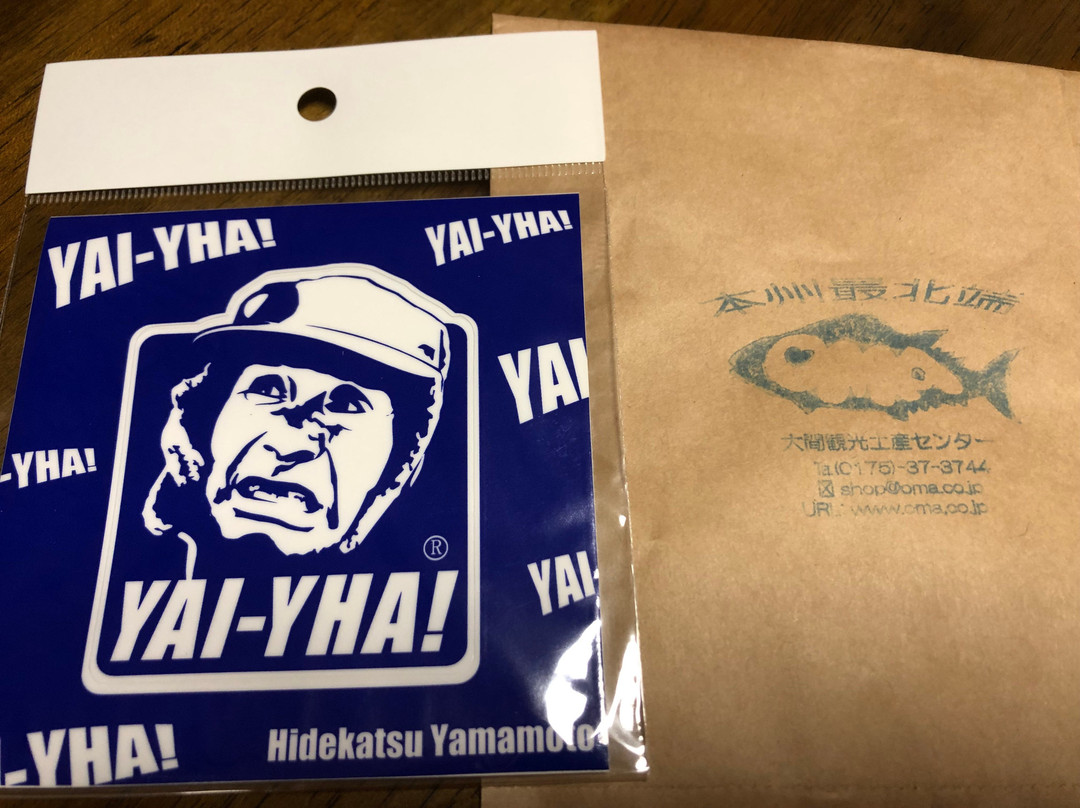 YAI-YHA!
YAI-YHA!
YAI
-YHA!
®
YAI
YAI-YHA!
-YHA!
Hidekatsu Yamamoto
本州最北端
大間観光土産センター
Tel.(0175)-37-3744
shop@oma.co.jp
URL: www.oma.co.jp